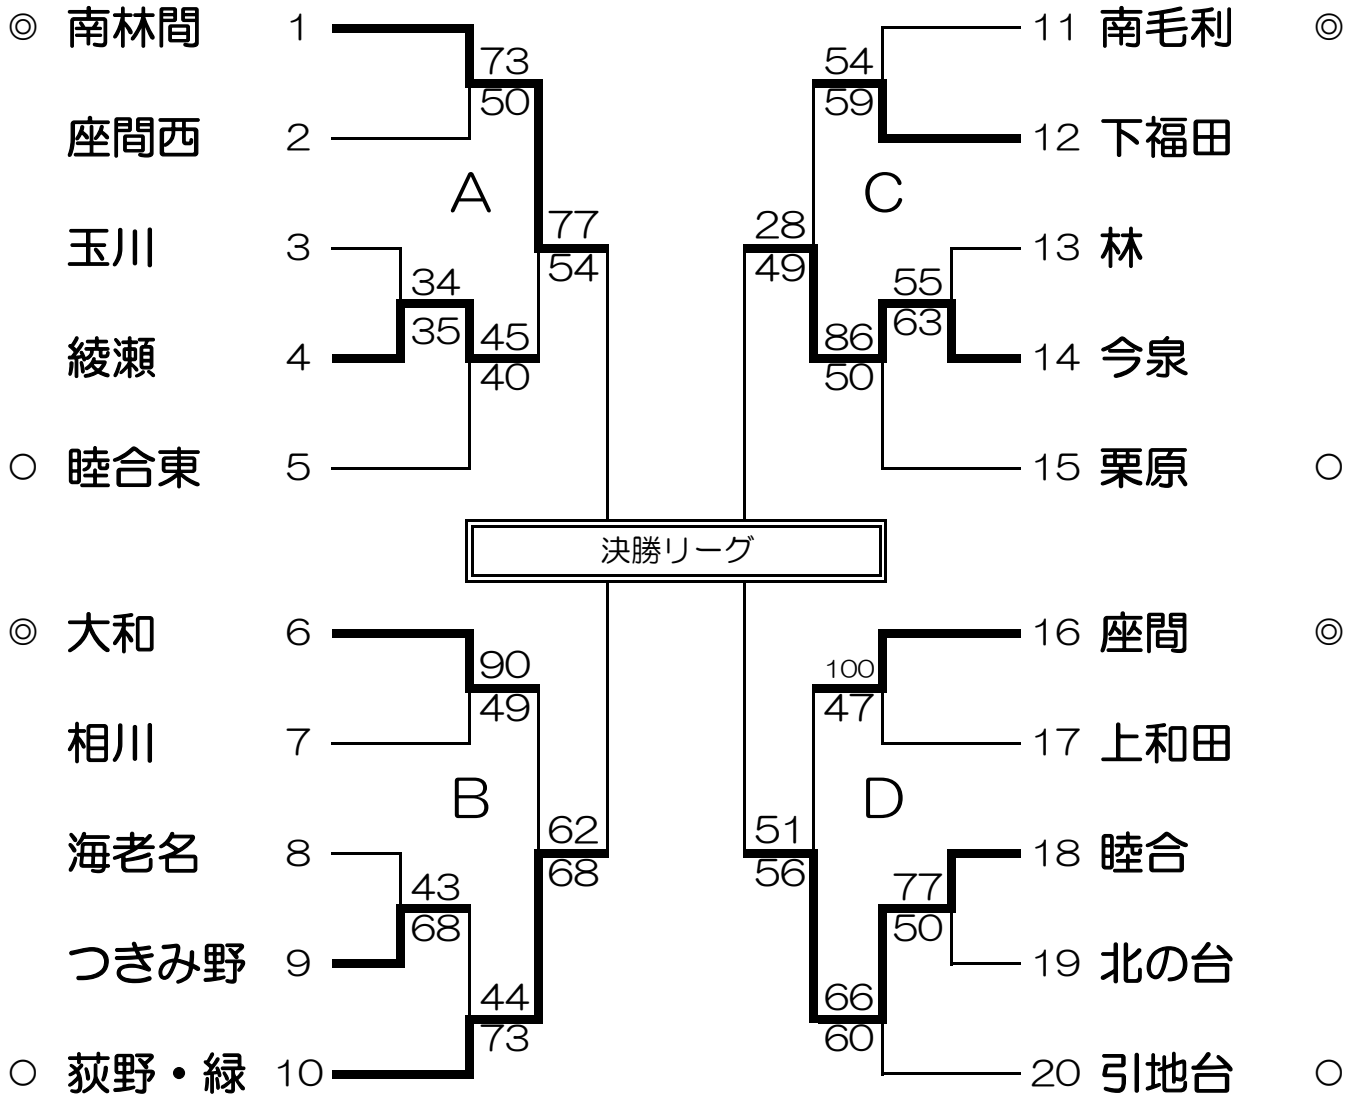 ◎ 南林間 1
73
50
座間西 2
A
玉川 3
77
54
34
35
綾瀬 4
45
40
○ 睦合東 5
11 南毛利 ◎
54
59
12 下福田
C
28
49
13 林
55
63
86
50
14 今泉
15 栗原 ○
決勝リーグ
◎ 大和 6
90
49
相川 7
B
海老名 8
62
68
43
68
つきみ野 9
44
73
○ 荻野・緑 10
16 座間 ◎
100
47
17 上和田
D
51
56
18 睦合
77
50
19 北の台
66
60
20 引地台 ○